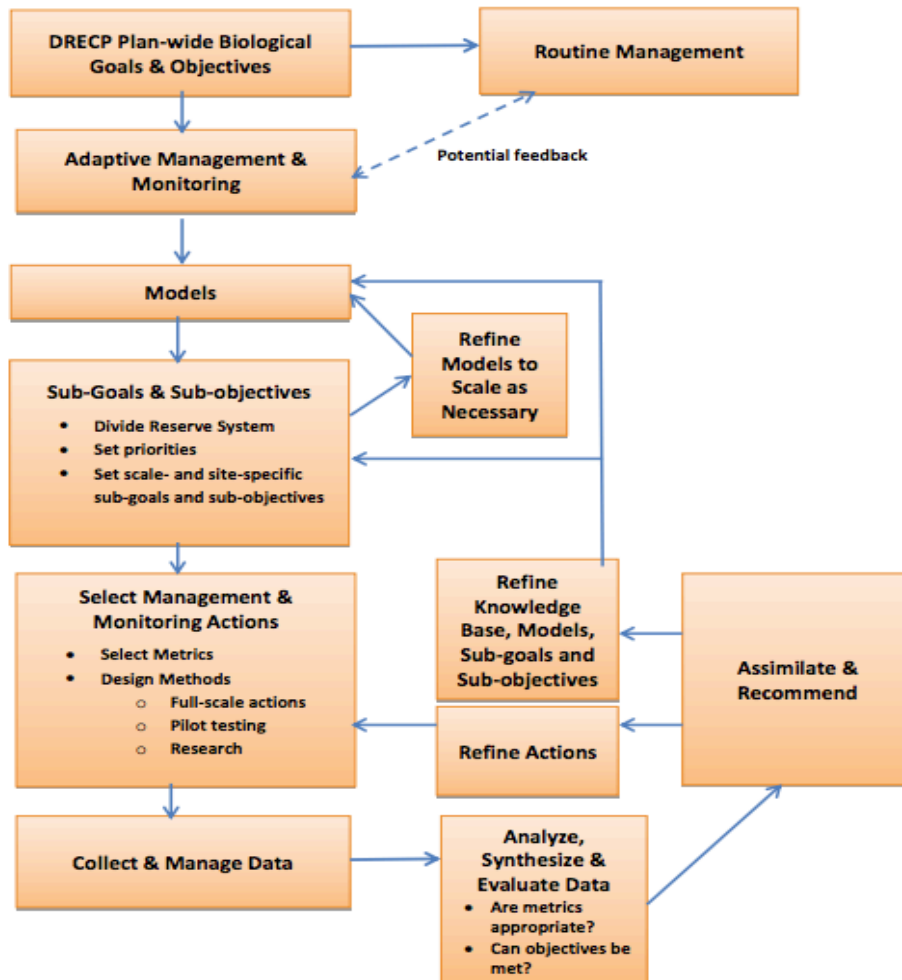 DRECP Plan-wide Biological
Goals & Objectives
Routine Management
Adaptive Management &
Monitoring
Potential feedback
Models
Refine
Models to
Scale as
Necessary
Sub-Goals & Sub-objectives
• Divide Reserve System
• Set priorities
• Set scale- and site-specific
sub-goals and sub-objectives
Select Management &
Monitoring Actions
• Select Metrics
• Design Methods
o Full-scale actions
o Pilot testing
o Research
Refine
Knowledge
Base, Models,
Sub-goals and
Sub-objectives
Assimilate &
Recommend
Refine Actions
Collect & Manage Data
Analyze,
Synthesize &
Evaluate Data
• Are metrics
appropriate?
• Can objectives be
met?